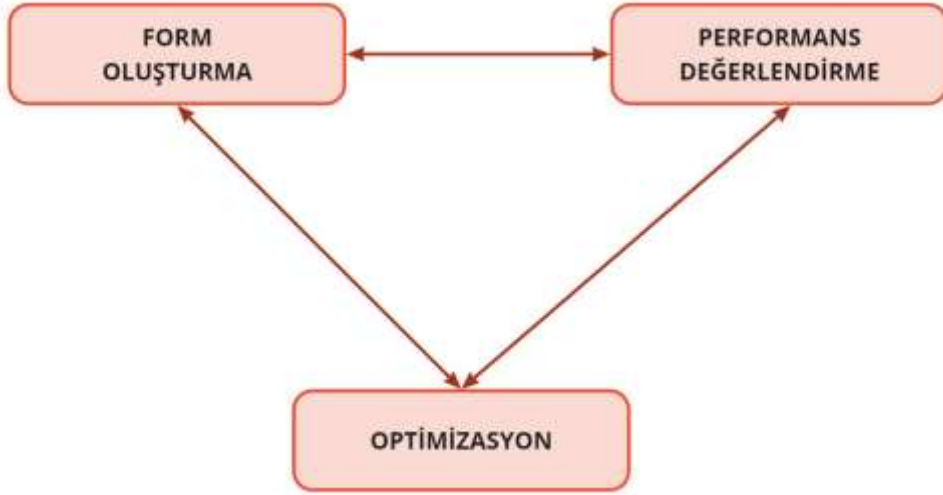 FORM
OLUŞTURMA
PERFORMANS
DEĞERLENDİRME
OPTİMİZASYON